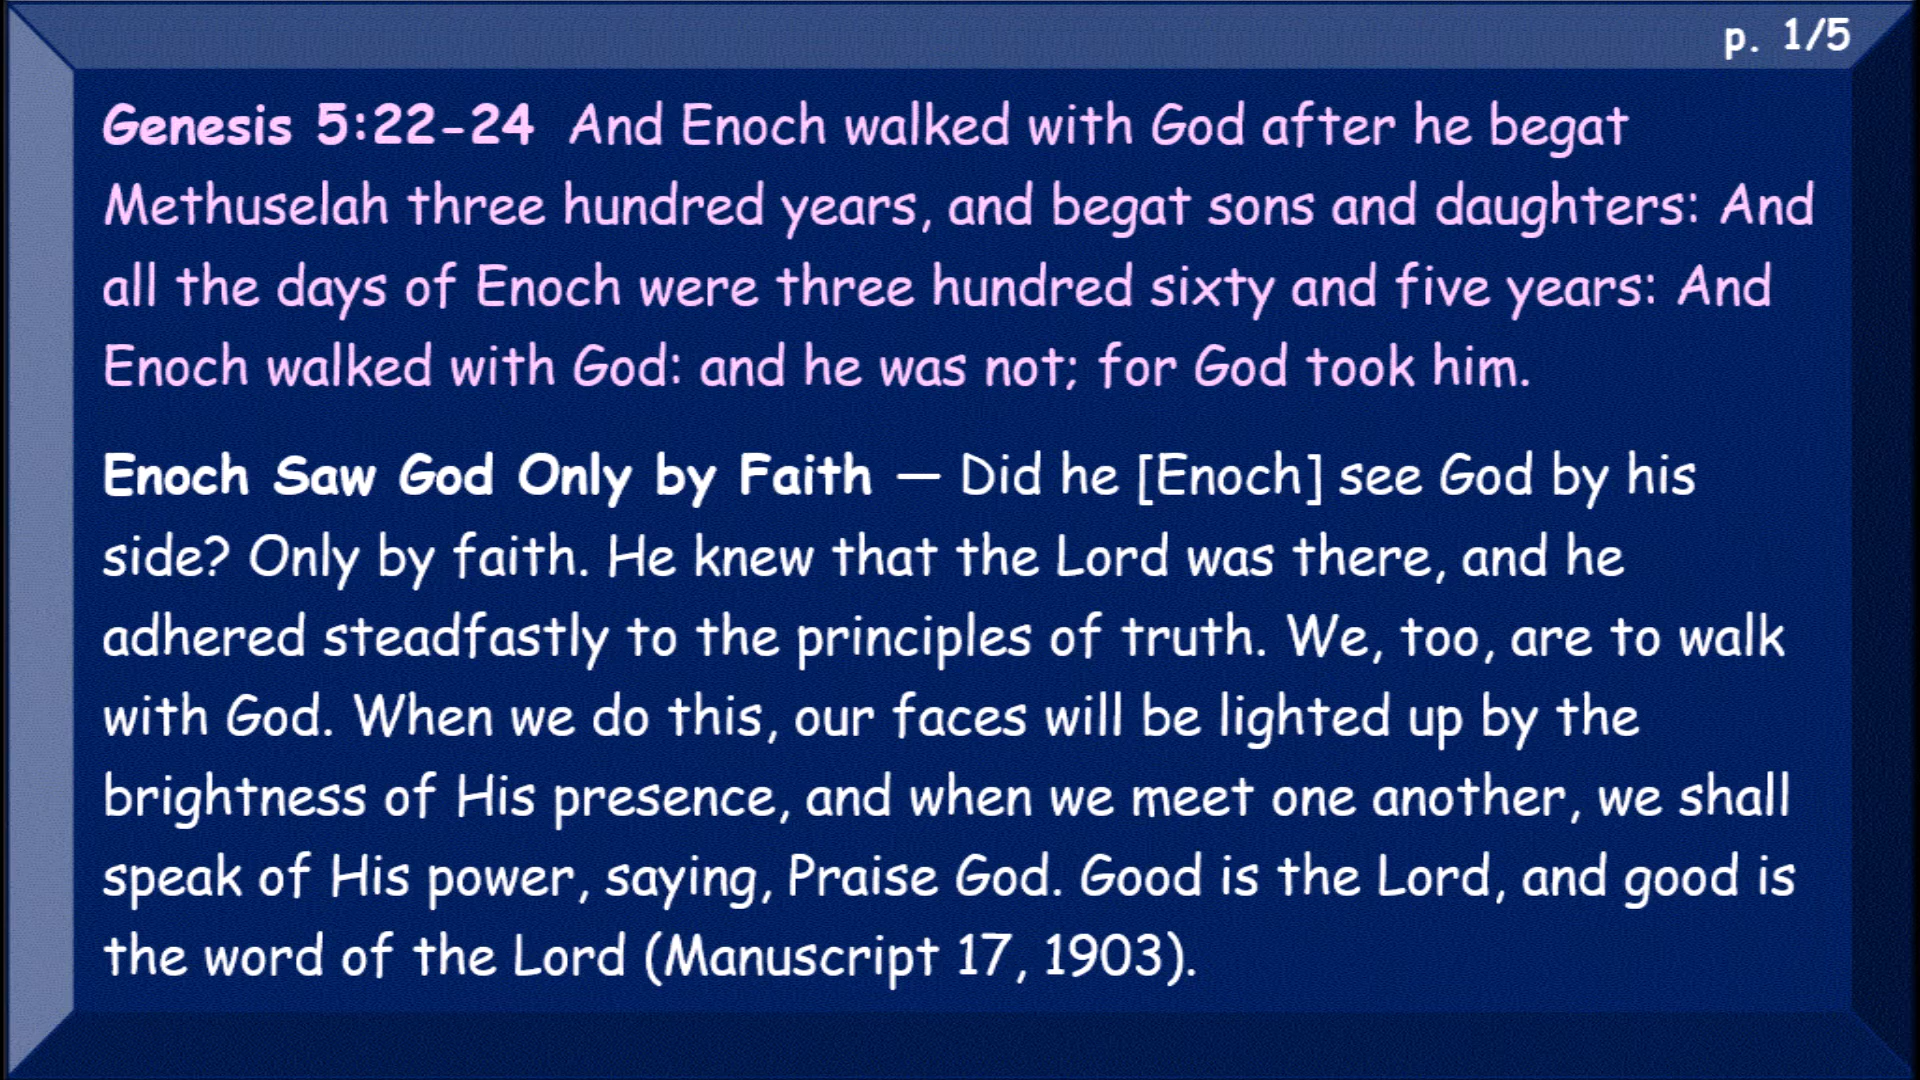 p. 1/5
Genesis 5:22-24 And Enoch walked with God after he begat
Methuselah three hundred years, and begat sons and daughters: And
all the days of Enoch were three hundred sixty and five years: And
Enoch walked with God: and he was not; for God took him.
Enoch Saw God Only by Faith — Did he [Enoch] see God by his
side? Only by faith. He knew that the Lord was there, and he
adhered steadfastly to the principles of truth. We, too, are to walk
with God. When we do this, our faces will be lighted up by the
brightness of His presence, and when we meet one another, we shall
speak of His power, saying, Praise God. Good is the Lord, and good is
the word of the Lord (Manuscript 17, 1903).